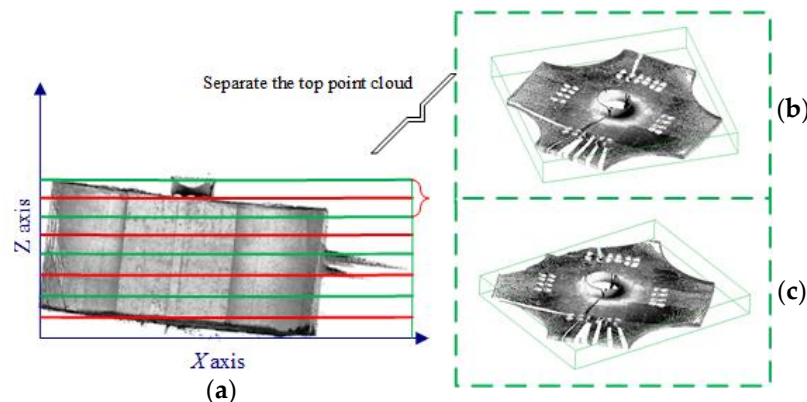 Separate the top point cloud
(b)
Z axis
(c)
X axis
(a)